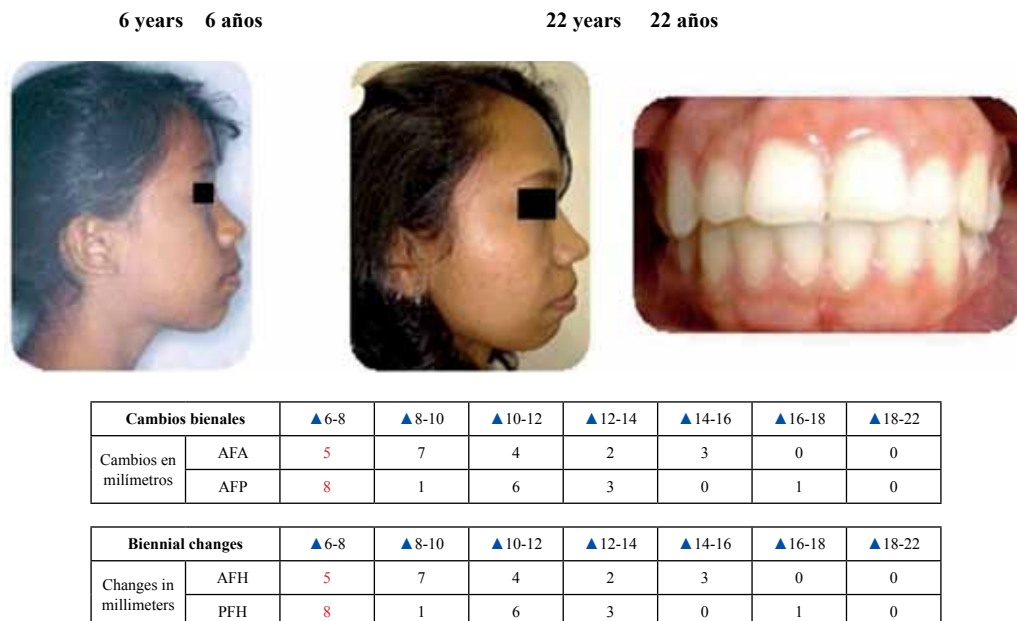 6 years 6 años 22 years 22 años
Cambios bienales ▲6-8 ▲8-10 ▲10-12 ▲12-14 ▲14-16 ▲16-18 ▲18-22
Cambios en milímetros AFA 5 7 4 2 3 0 0
AFP 8 1 6 3 0 1 0
Biennial changes ▲6-8 ▲8-10 ▲10-12 ▲12-14 ▲14-16 ▲16-18 ▲18-22
Changes in millimeters AFH 5 7 4 2 3 0 0
PFH 8 1 6 3 0 1 0